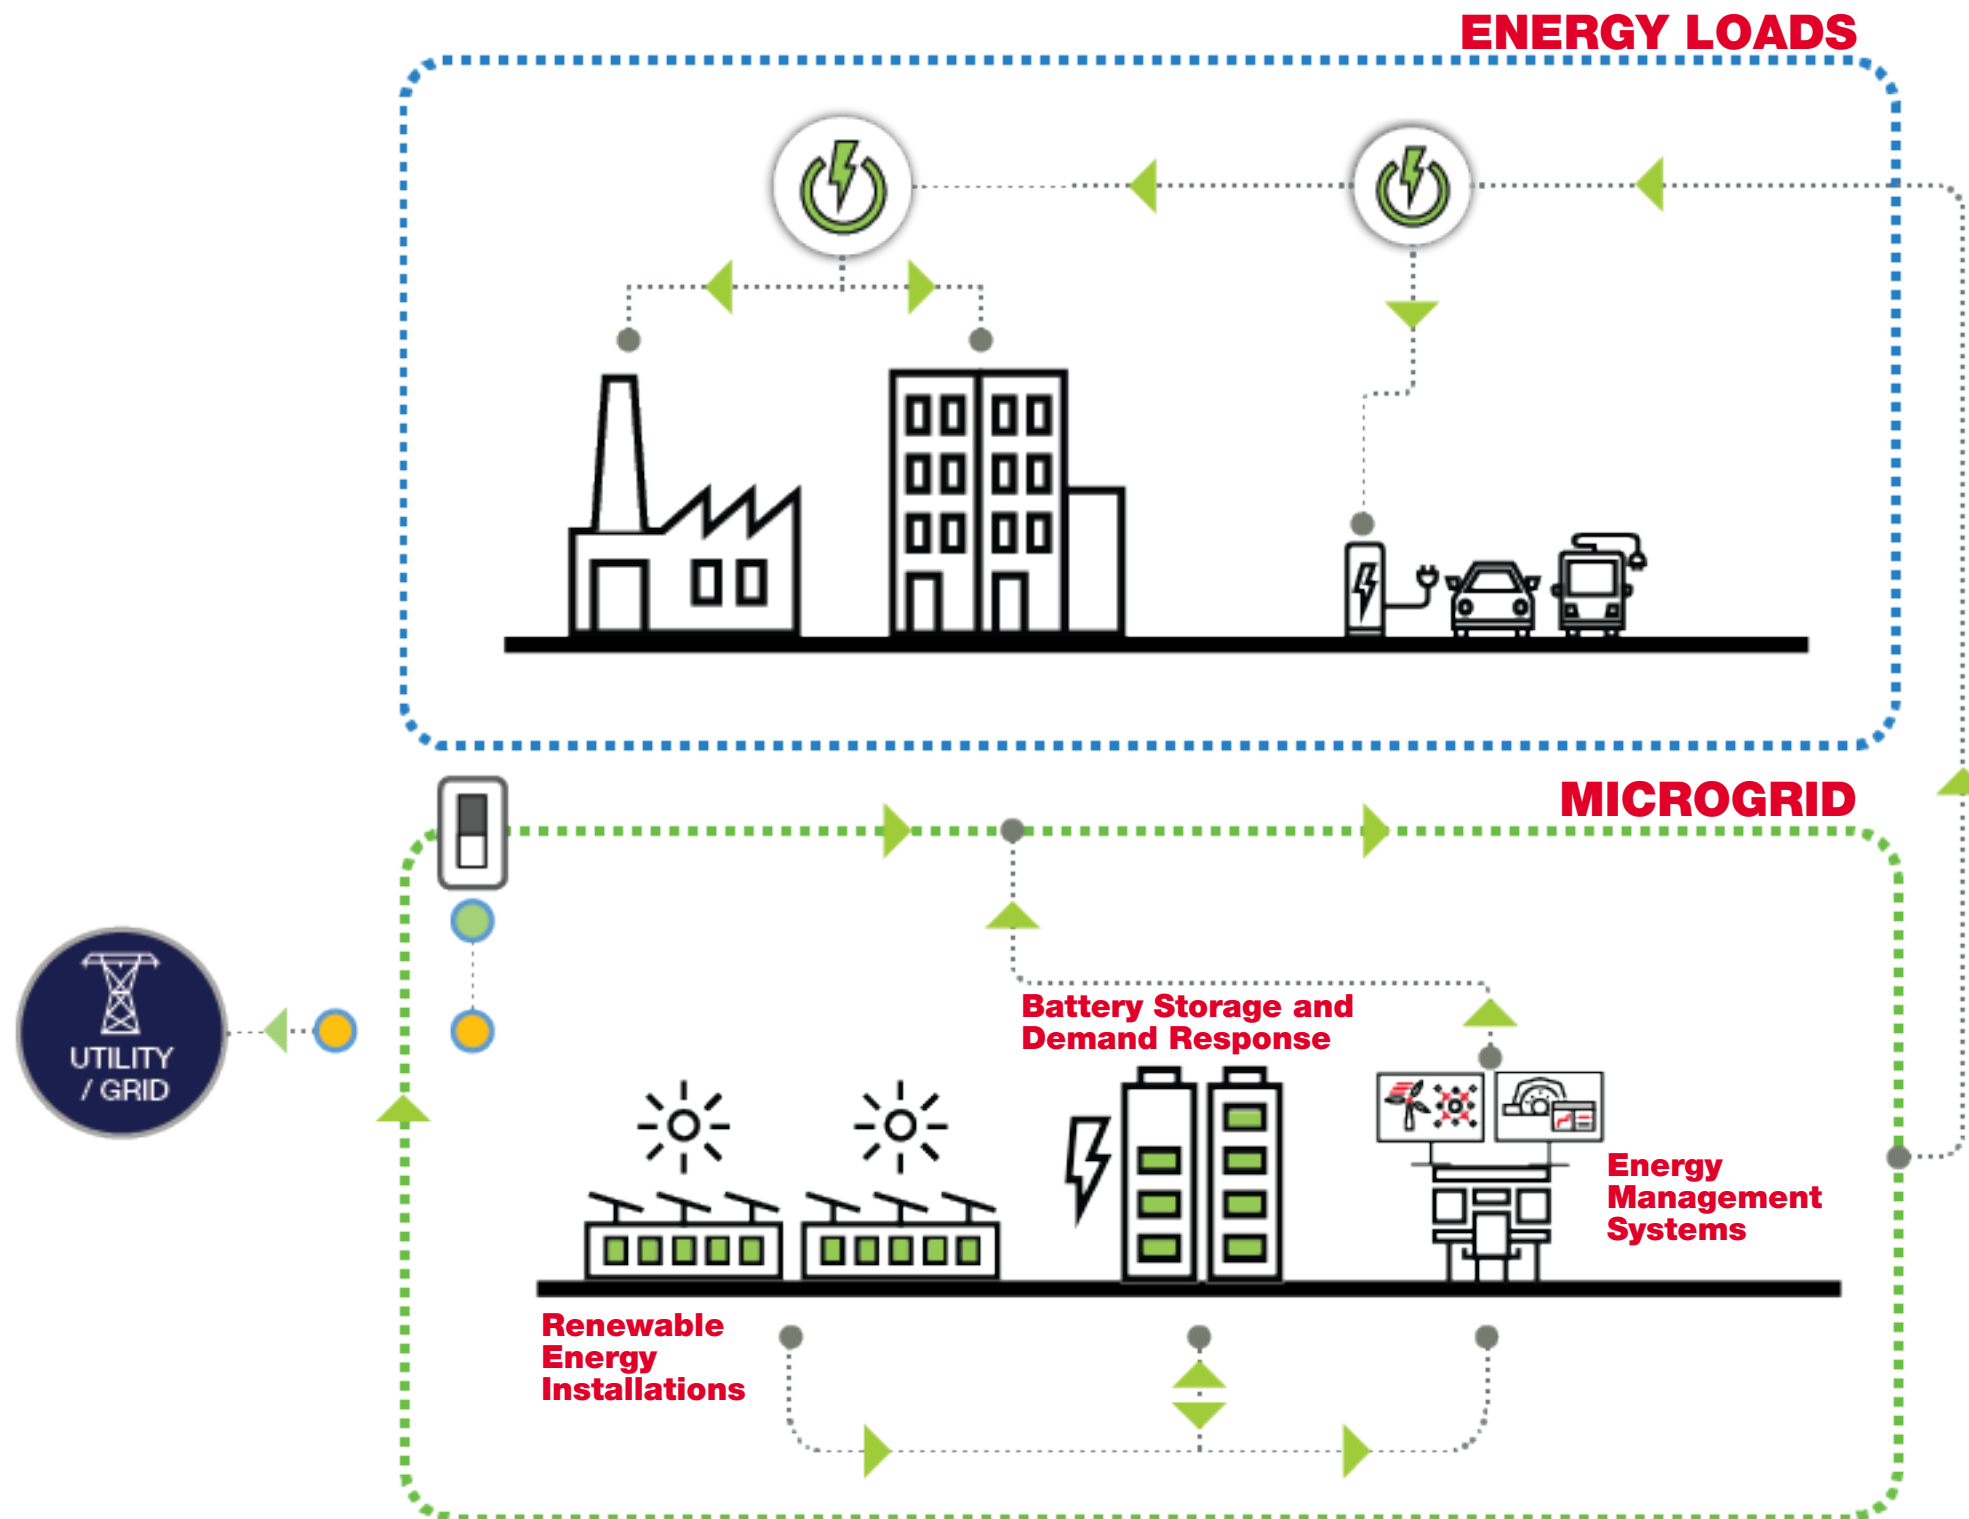 ENERGY LOADS
MICROGRID
UTILITY
/ GRID
Battery Storage and
Demand Response
Energy
Management
Systems
Renewable
Energy
Installations